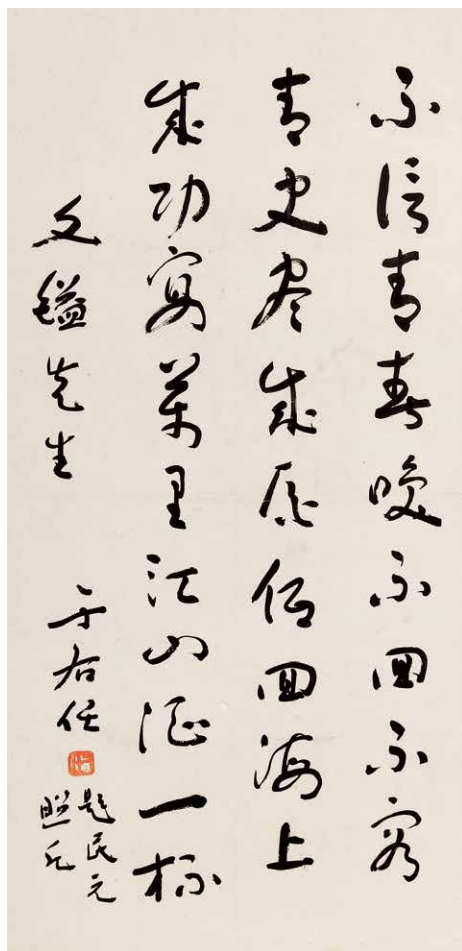 不信青春喚不回不容
青史盡成灰低回海上
成功宴萬里江山酒一杯
文鎰先生 于右任
題民元
照片